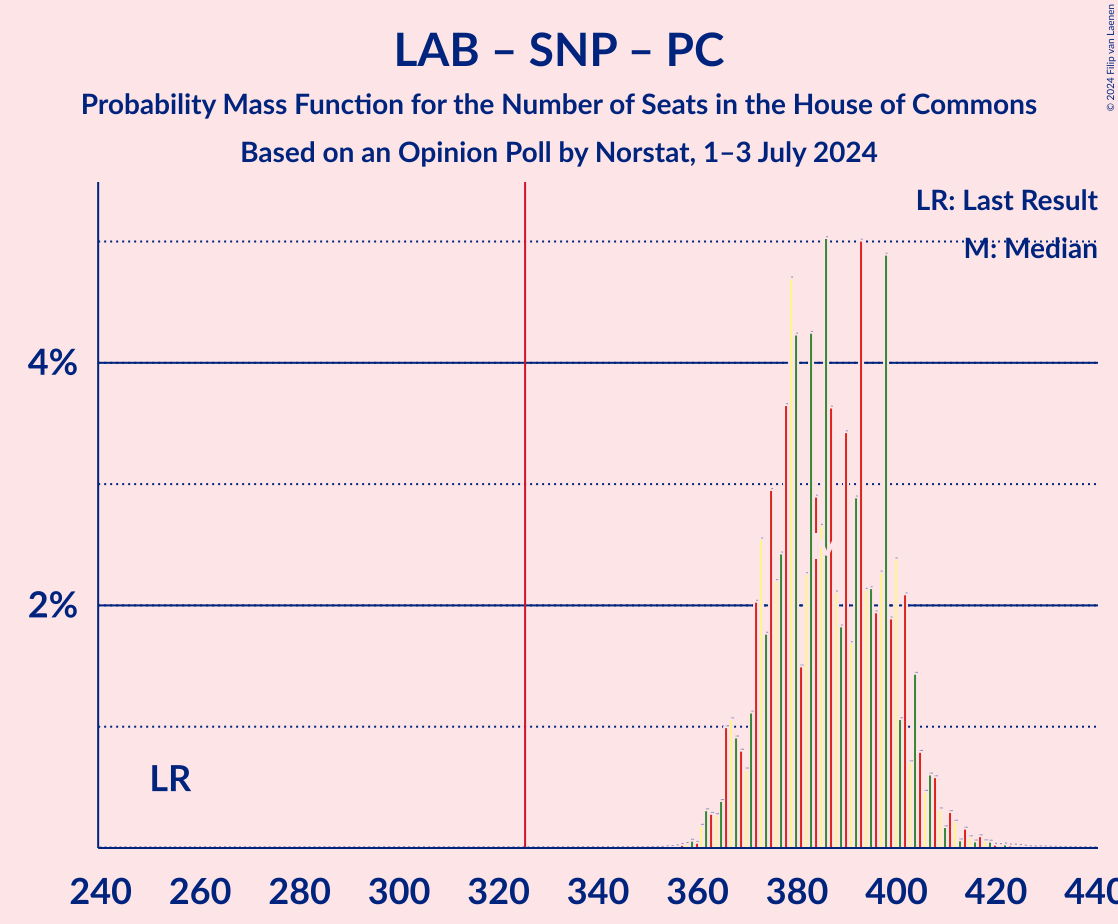 LAB – SNP – PC
Probability Mass Function for the Number of Seats in the House of Commons
Based on an Opinion Poll by Norstat, 1–3 July 2024
© 2024 Filip van Laenen
LR: Last Result
M: Median
4%
2%
LR
240 260 280 300 320 340 360 380 400 420 440